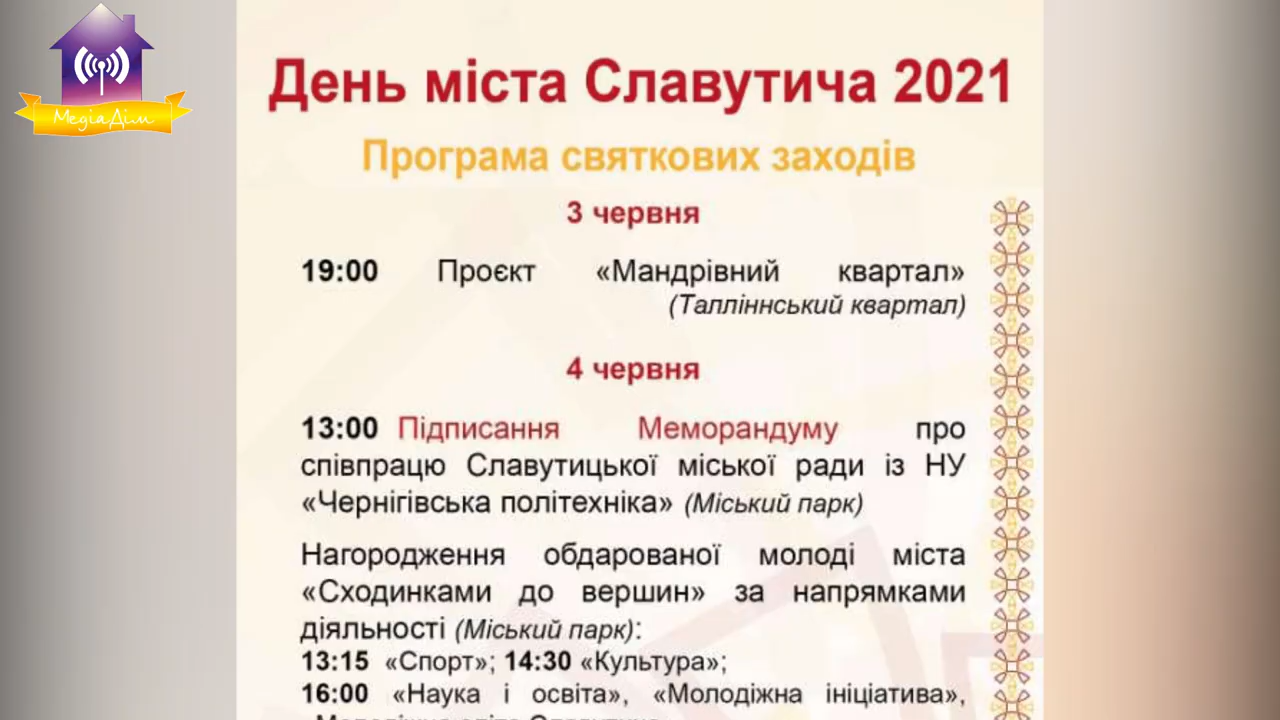 МедіаДім
День міста Славутича 2021
Програма святкових заходів
3 червня
19:00 Проєкт «Мандрівний квартал»
(Талліннський квартал)
4 червня
13:00 Підписання Меморандуму про
співпрацю Славутицької міської ради із НУ
«Чернігівська політехніка» (Міський парк)
Нагородження обдарованої молоді міста
«Сходинками до вершин» за напрямками
діяльності (Міський парк):
13:15 «Спорт»; 14:30 «Культура»;
16:00 «Наука і освіта», «Молодіжна ініціатива»,